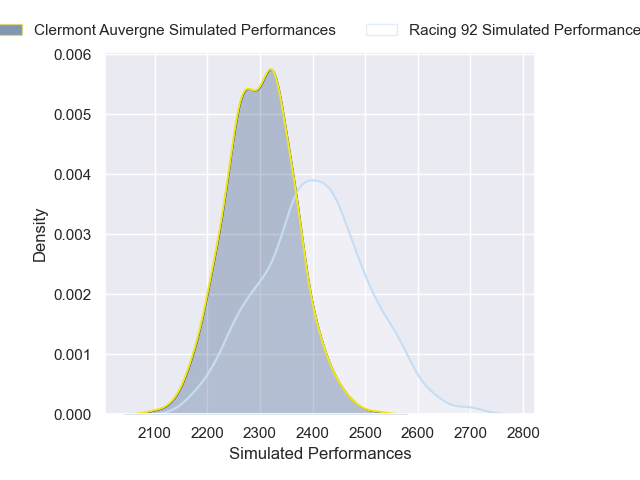 Clermont Auvergne Simulated Performances Racing 92 Simulated Performance
0.006
0.005
0.004
0.003
0.002
0.001
0.000
Density
2100 2200 2300 2400 2500 2600 2700 2800
Simulated Performances